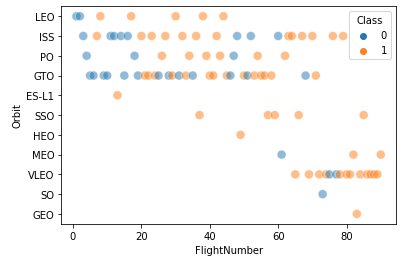 LEO
ISS
PO
GTO
ES-L1
SSO
HEO
MEO
VLEO
SO
GEO
Orbit
Class
0
1
0 20 40 60 80
FlightNumber